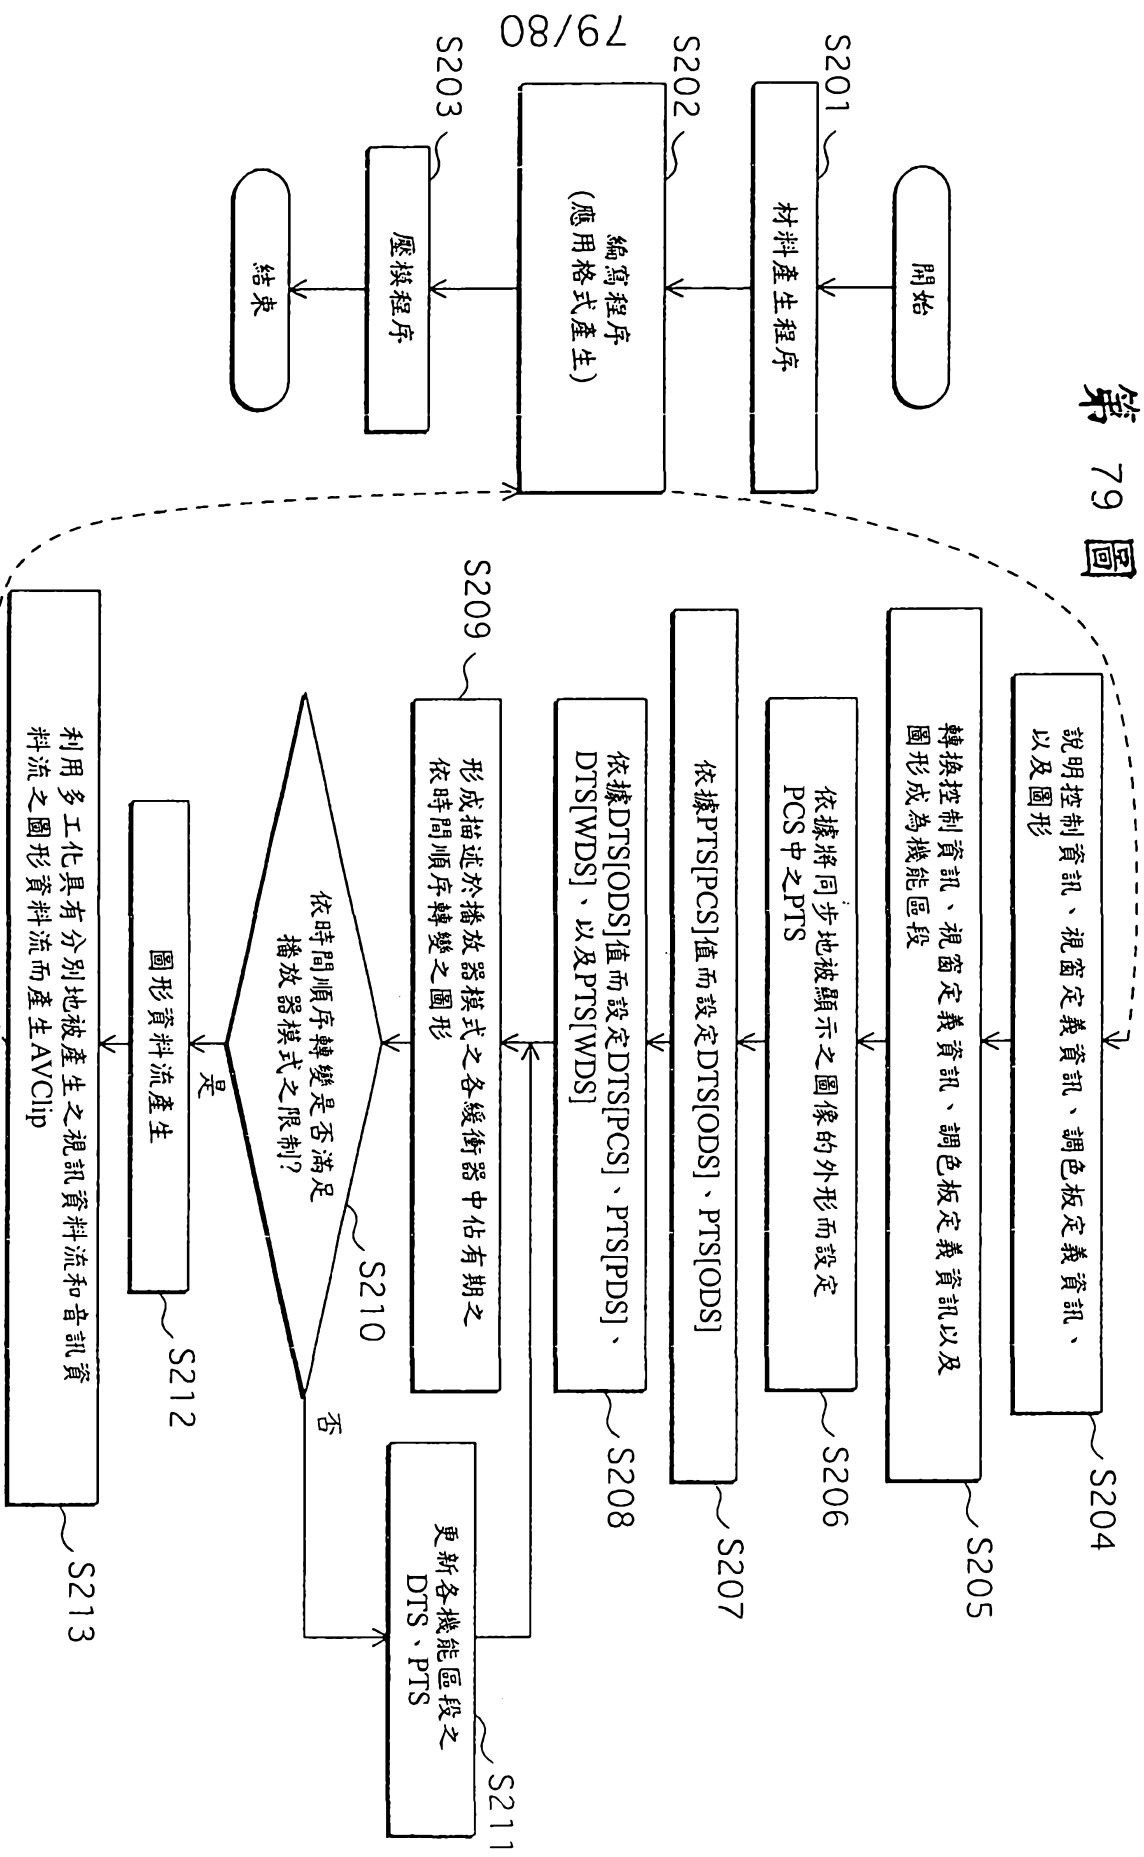 79/80
第 79 圖
開始
S201
材料產生程序
S202
編寫程序
(應用格式產生)
S203
壓模程序
結束
S204
說明控制資訊、視窗定義資訊、調色板定義資訊、
以及圖形
S205
轉換控制資訊、視窗定義資訊、調色板定義資訊以及
圖形成為機能區段
S206
依據將同步地被顯示之圖像的外形而設定
PCS中之PTS
S207
依據PTS[PCS]值而設定DTS[ODS]、PTS[ODS]
S208
依據DTS[ODS]值而設定DTS[PCS]、PTS[PDS]、
DTS[WDS]、以及PTS[WDS]
S209
形成描述於播放器模式之各緩衝器中佔有期之
依時間順序轉變之圖形
S210
依時間順序轉變是否滿足
播放器模式之限制?
否
是
S211
更新各機能區段之
DTS、PTS
S212
圖形資料流產生
S213
利用多工化具有分別地被產生之視訊資料流和音訊資
料流之圖形資料流而產生AVClip